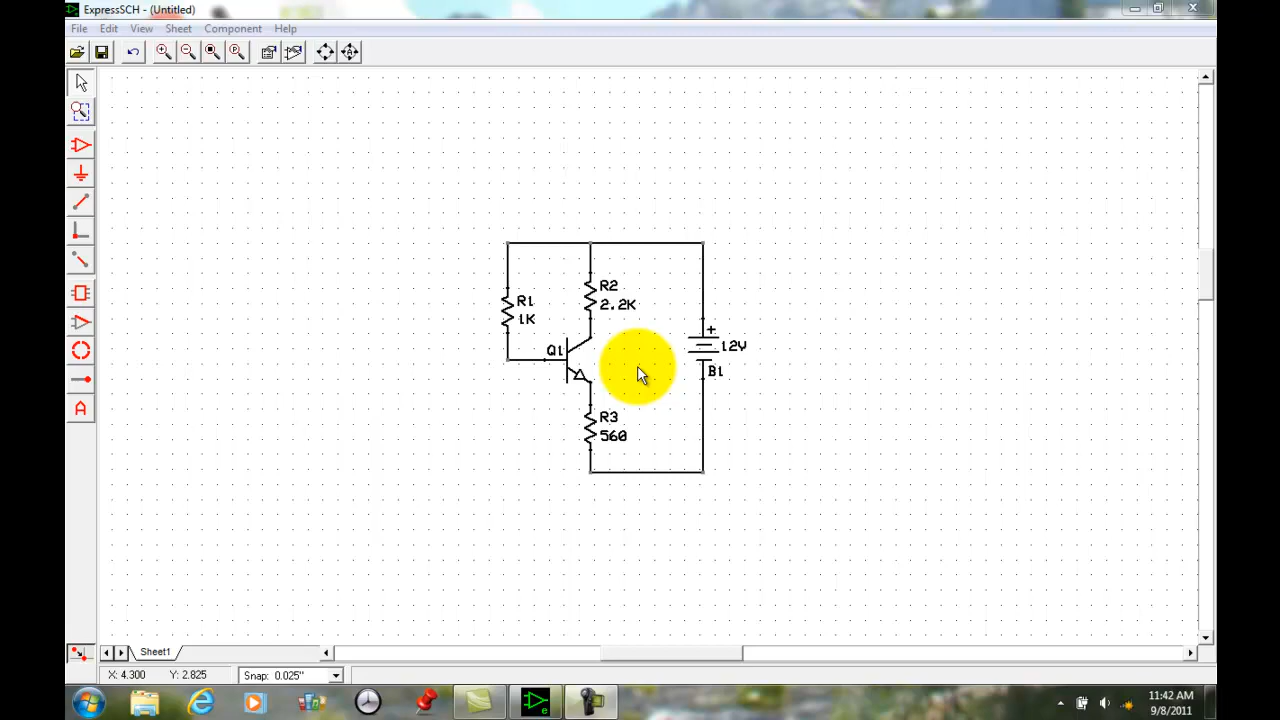 ExpressSCH - (Untitled)
File Edit View Sheet Component Help
R2
2.2K
R1
1K
+
12V
Q1
B1
R3
560
A
Sheet1
X: 4.300 Y: 2.825 Snap: 0.025"
e
11:42 AM
9/8/2011